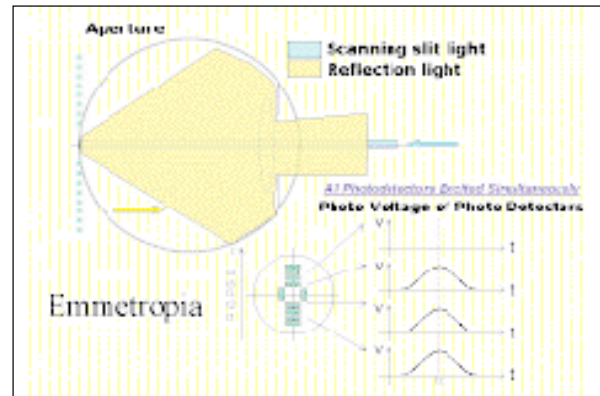 Aperture
Scanning slit light
Reflection light
All Photodetectors Excited Simultaneously
Photo Voltage of Photo Detectors
V
t
V
t
Emmetropia
V
t
V
t